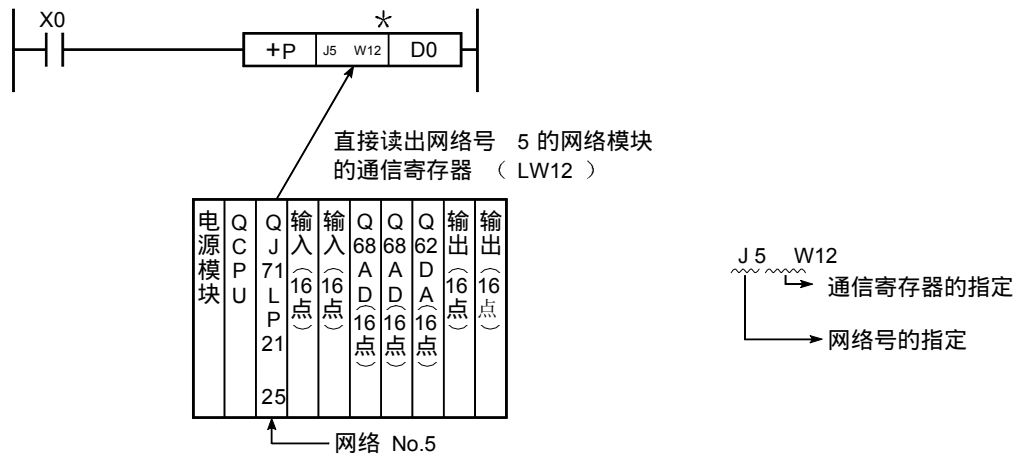 X0
*
+P J5 W12 D0
直接读出网络号 5 的网络模块
的通信寄存器 （ LW12 ）
电源模块
QCPU
QJ71LP21 25
输入（16点）
输入（16点）
Q68AD（16点）
Q68AD（16点）
Q62DA（16点）
输出（16点）
输出（16点）
网络 No.5
J 5 W12
通信寄存器的指定
网络号的指定